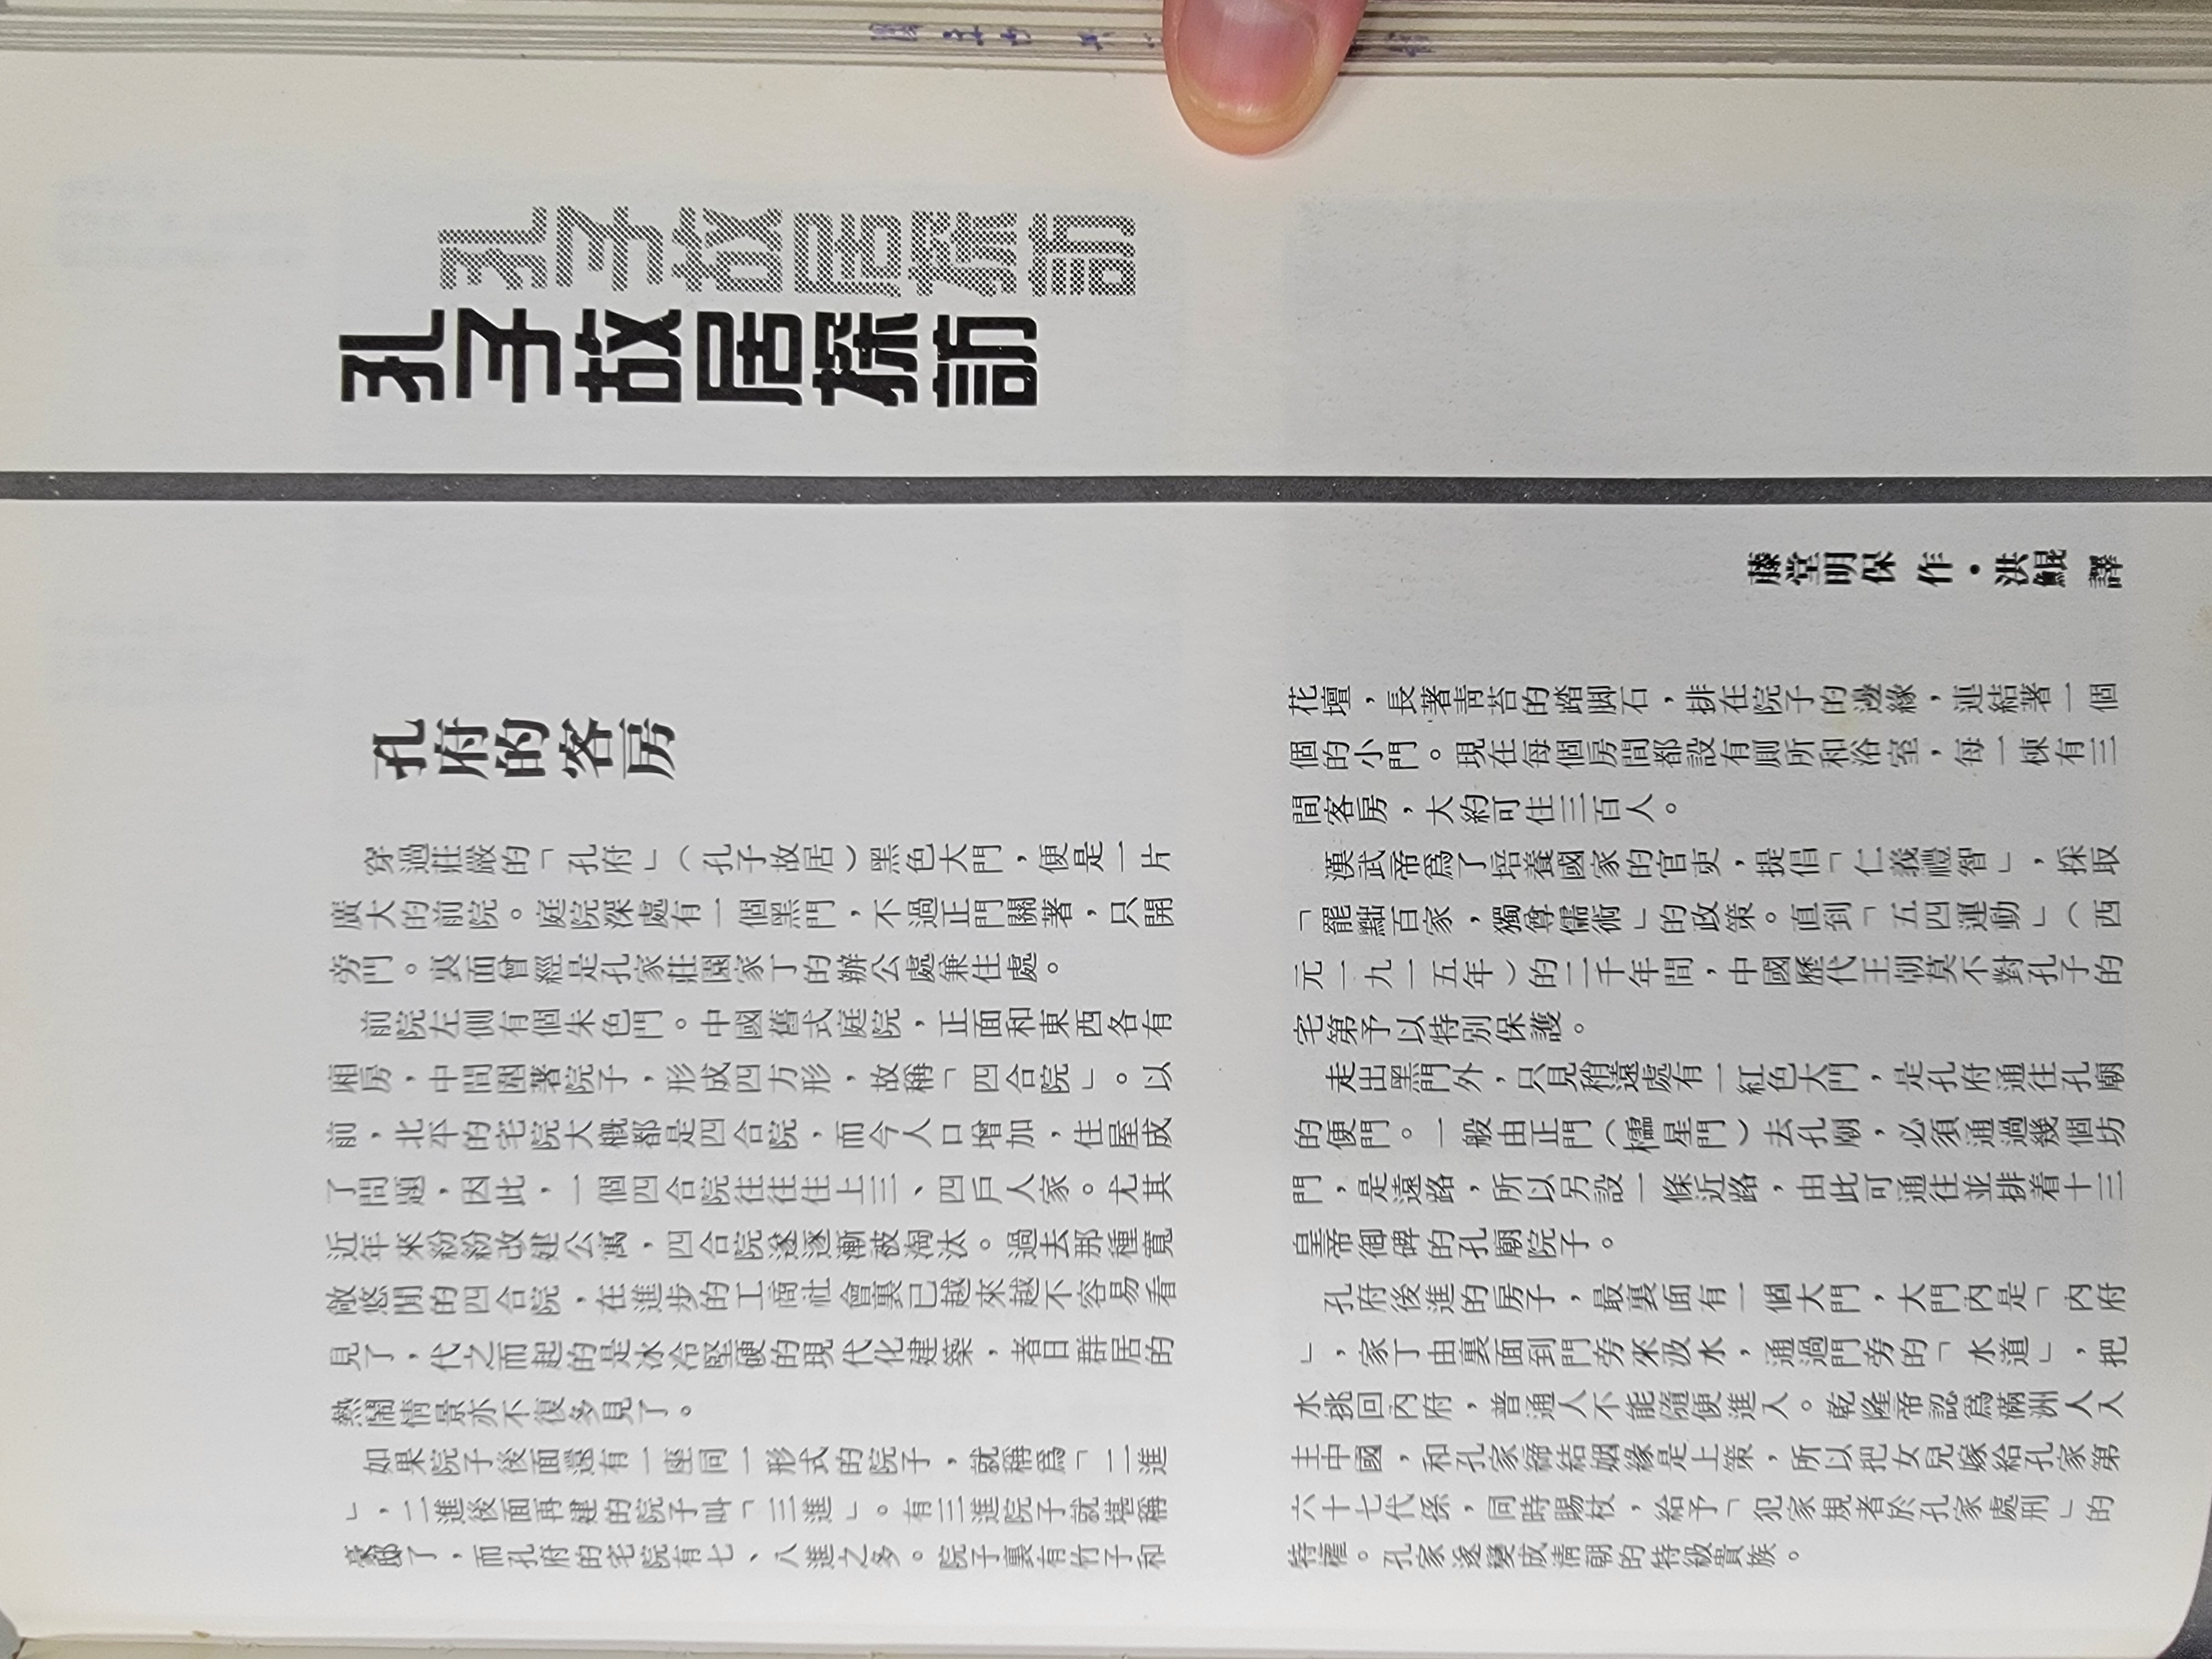 孔子故居探訪
孔子故居探訪
藤堂明保 作・洪鯤 譯
孔府的客房
穿過莊嚴的「孔府」（孔子故居）黑色大門，便是一片
廣大的前院。庭院深處有一個黑門，不過正門關著，只開
旁門。裏面曾經是孔家莊園家丁的辦公處兼住處。
前院左側有個朱色門。中國舊式庭院，正面和東西各有
廂房，中間圍著院子，形成四方形，故稱「四合院」。以
前，北平的宅院大概都是四合院，而今人口增加，住屋成
了問題，因此，一個四合院往往住上三、四戶人家。尤其
近年來紛紛改建公寓，四合院遂逐漸被淘汰。過去那種寬
敞悠閒的四合院，在進步的工商社會裏已越來越不容易看
見了，代之而起的是冰冷堅硬的現代化建築，者日群居的
熱鬧情景亦不復多見了。
如果院子後面還有一座同一形式的院子，就稱爲「二進
」，二進後面再建的院子叫「三進」。有三進院子就堪稱
豪邸了，而孔府的宅院有七、八進之多。院子裏有竹子和
花壇，長著靑苔的踏脚石，排在院子的邊緣，連結著一個
個的小門。現在每個房間都設有厠所和浴室，每一棟有三
間客房，大約可住三百人。
漢武帝爲了培養國家的官吏，提倡「仁義禮智」，採取
「罷黜百家，獨尊儒術」的政策。直到「五四運動」（西
元一九一五年）的二千年間，中國歷代王朝莫不對孔子的
宅第予以特別保護。
走出黑門外，只見稍遠處有一紅色大門，是孔府通往孔廟
的便門。一般由正門（櫺星門）去孔廟，必須通過幾個坊
門，是遠路，所以另設一條近路，由此可通往並排着十三
皇帝御碑的孔廟院子。
孔府後進的房子，最裏面有一個大門，大門內是「內府
」，家丁由裏面到門旁來汲水，通過門旁的「水道」，把
水挑回內府，普通人不能隨便進入。乾隆帝認爲滿洲人入
主中國，和孔家締結姻緣是上策，所以把女兒嫁給孔家第
六十七代孫，同時賜杖，給予「犯家規者於孔家處刑」的
特權。孔家遂變成淸朝的特級貴族。